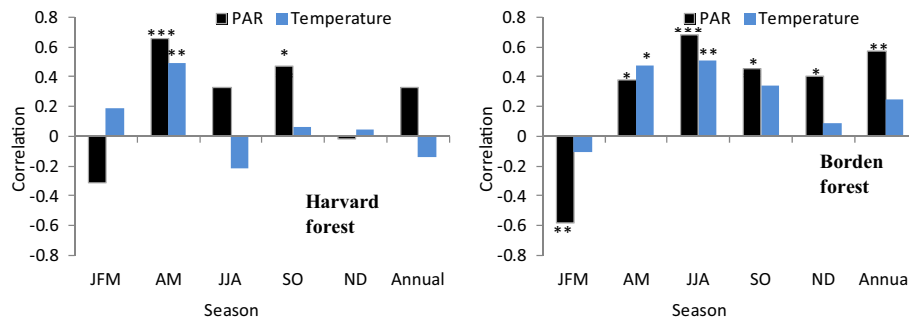 PAR Temperature
0.8
0.6
0.4
0.2
0
-0.2
-0.4
-0.6
-0.8
Correlation
***
**
*
Harvard
forest
JFM AM JJA SO ND Annual
Season
PAR Temperature
0.8
0.6
0.4
0.2
0
-0.2
-0.4
-0.6
-0.8
Correlation
**
*
*
***
**
*
*
**
Borden
forest
JFM AM JJA SO ND Annua
Season